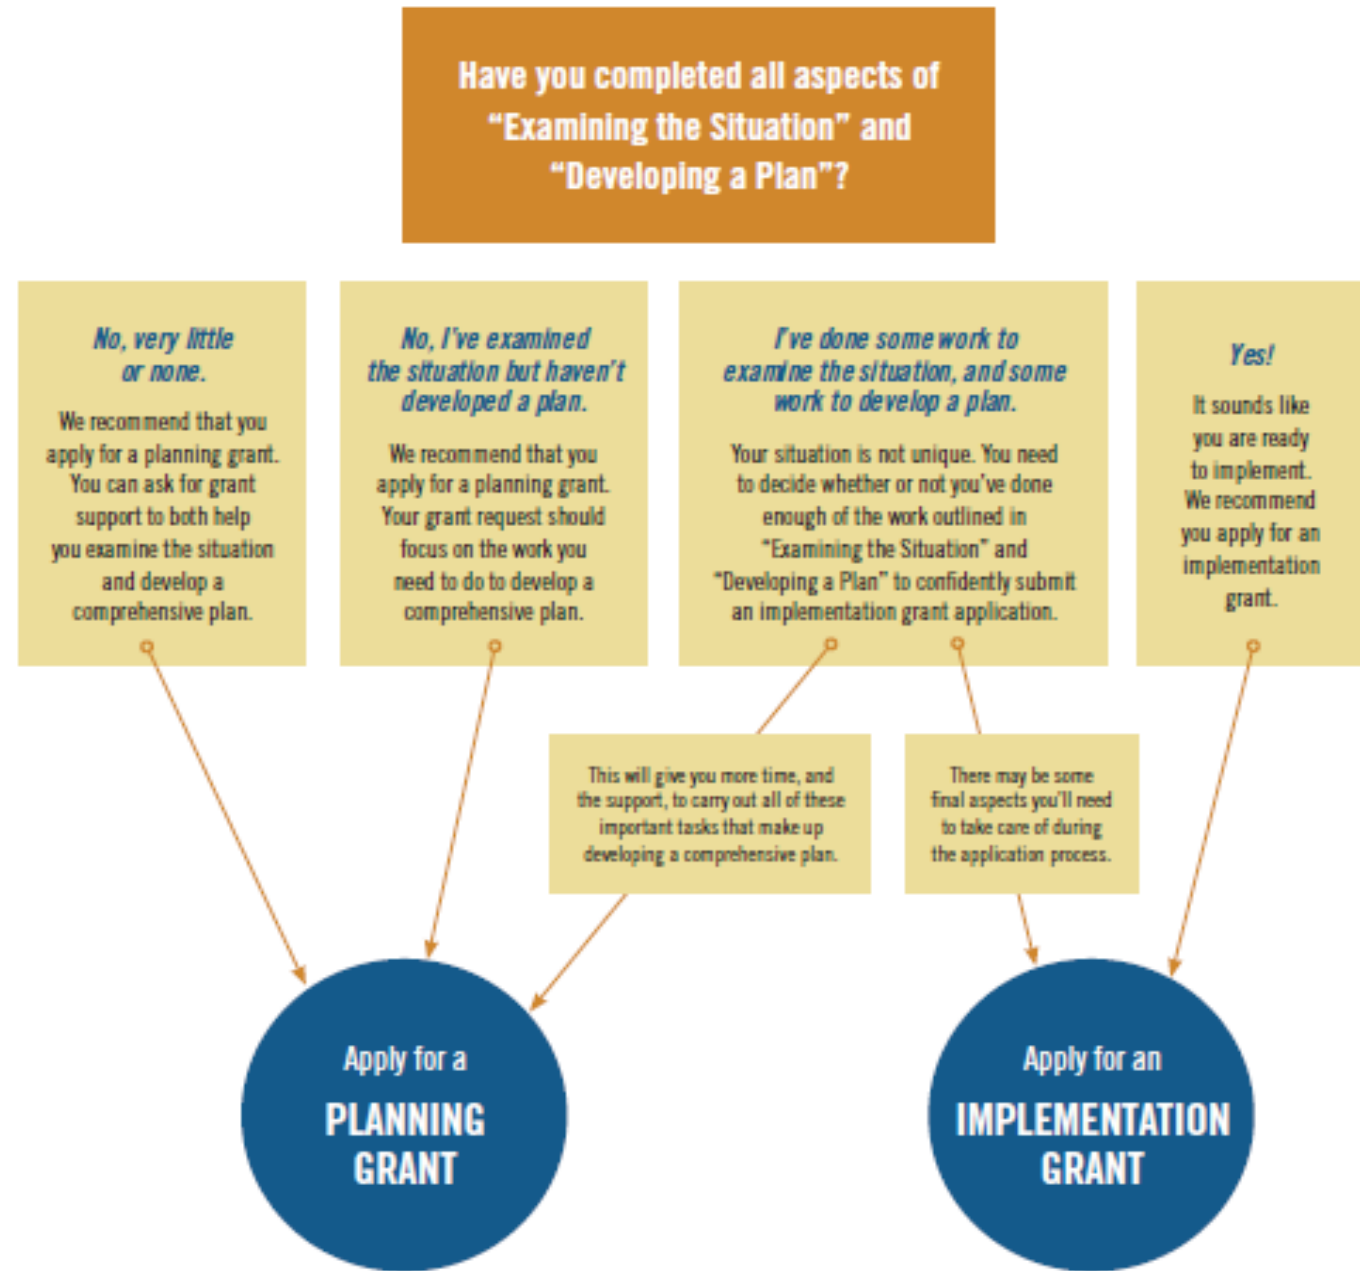 Have you completed all aspects of
“Examining the Situation” and
“Developing a Plan”?
No, very little
or none.
We recommend that you
apply for a planning grant.
You can ask for grant
support to both help
you examine the situation
and develop a
comprehensive plan.
No, I’ve examined
the situation but haven’t
developed a plan.
We recommend that you
apply for a planning grant.
Your grant request should
focus on the work you
need to do to develop a
comprehensive plan.
I’ve done some work to
examine the situation, and some
work to develop a plan.
Your situation is not unique. You need
to decide whether or not you’ve done
enough of the work outlined in
“Examining the Situation” and
“Developing a Plan” to confidently submit
an implementation grant application.
Yes!
It sounds like
you are ready
to implement.
We recommend
you apply for an
implementation
grant.
This will give you more time, and
the support, to carry out all of these
important tasks that make up
developing a comprehensive plan.
There may be some
final aspects you’ll need
to take care of during
the application process.
Apply for a
PLANNING
GRANT
Apply for an
IMPLEMENTATION
GRANT